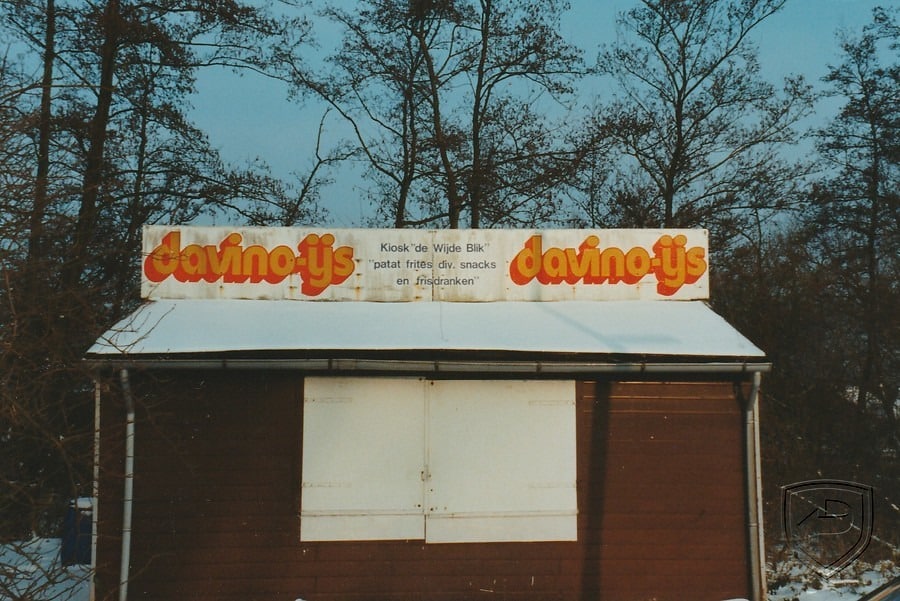 davino-ijs
Kiosk "de Wijde Blik"
"patat frites div. snacks
en frisdranken"
davino-ijs